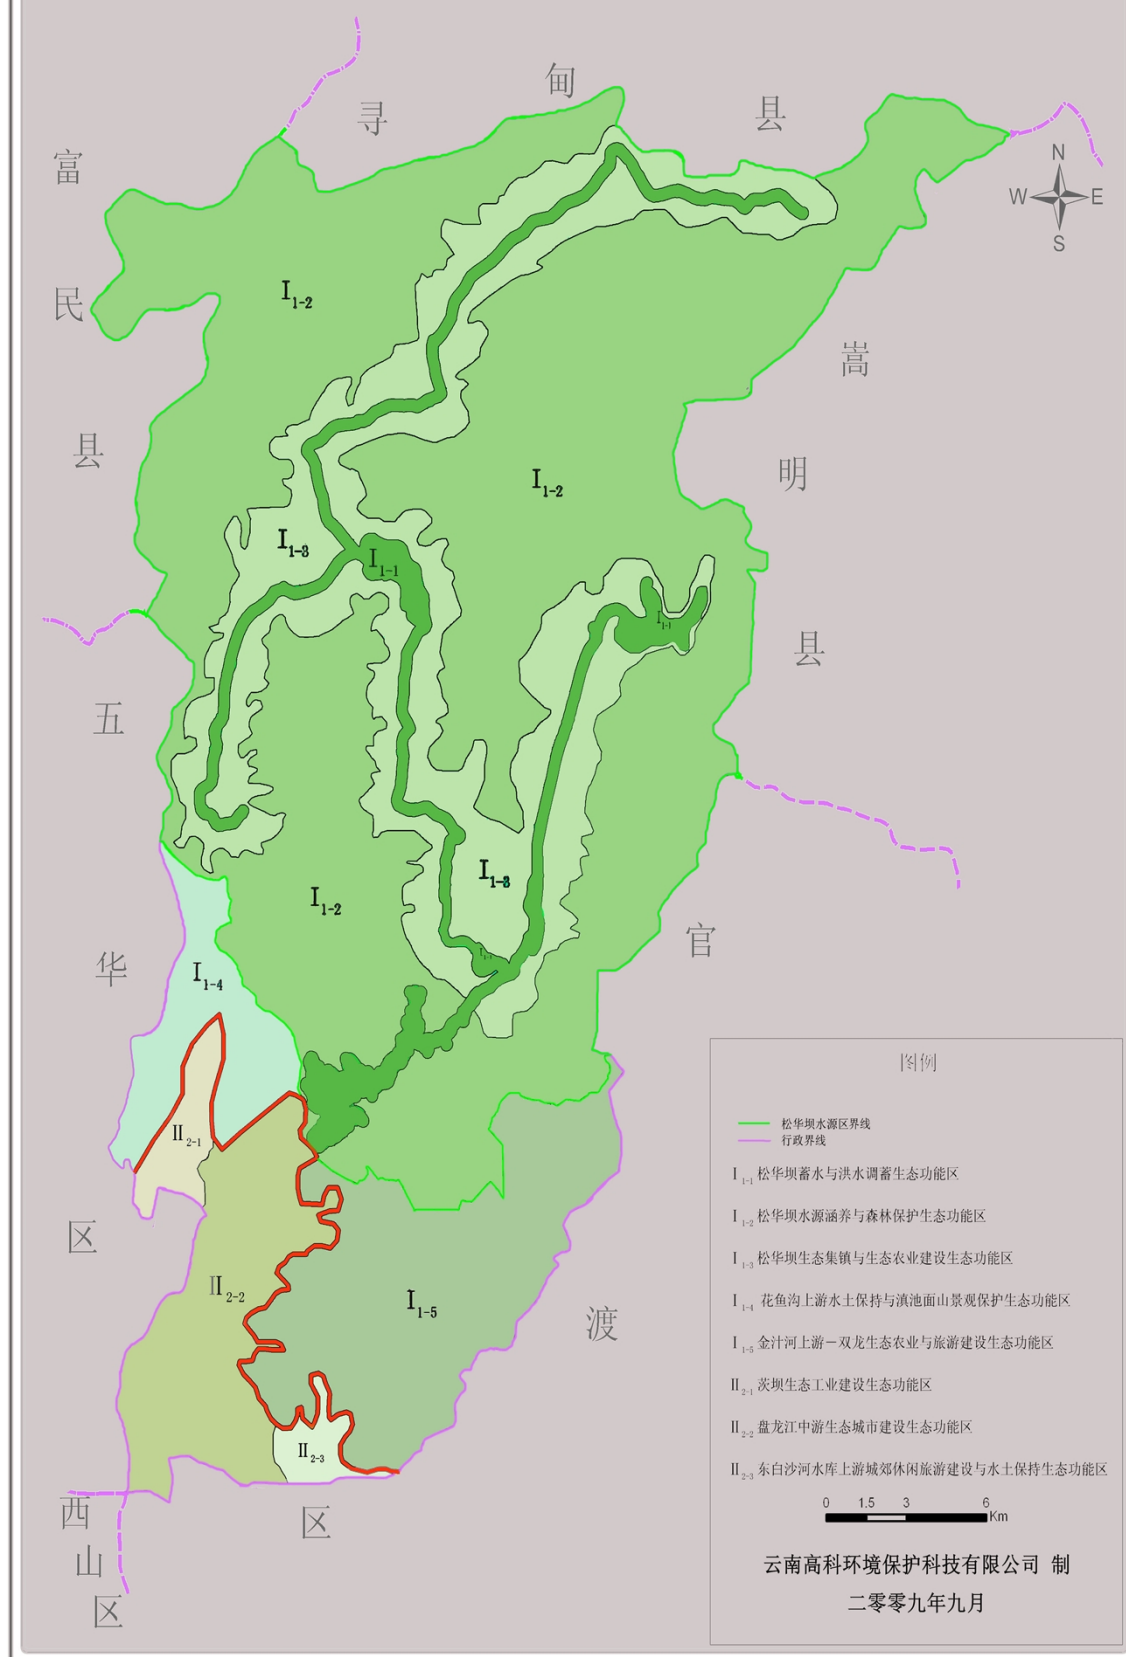 寻 甸 县
富 民 县
N
W E
S
I1-2
嵩 明 县
I1-2
I1-3
I1-1
I1-1
五 华 区
I1-3
I1-2
I1-4
官 渡 区
II2-1
II2-2
I1-5
II2-3
西
山
区
图例
松华坝水源区界线
行政界线
I1-1 松华坝蓄水与洪水调蓄生态功能区
I1-2 松华坝水源涵养与森林保护生态功能区
I1-3 松华坝生态集镇与生态农业建设生态功能区
I1-4 花鱼沟上游水土保持与滇池面山景观保护生态功能区
I1-5 金汁河上游－双龙生态农业与旅游建设生态功能区
II2-1 茨坝生态工业建设生态功能区
II2-2 盘龙江中游生态城市建设生态功能区
II2-3 东白沙河水库上游城郊休闲旅游建设与水土保持生态功能区
0 1.5 3 6
Km
云南高科环境保护科技有限公司 制
二零零九年九月